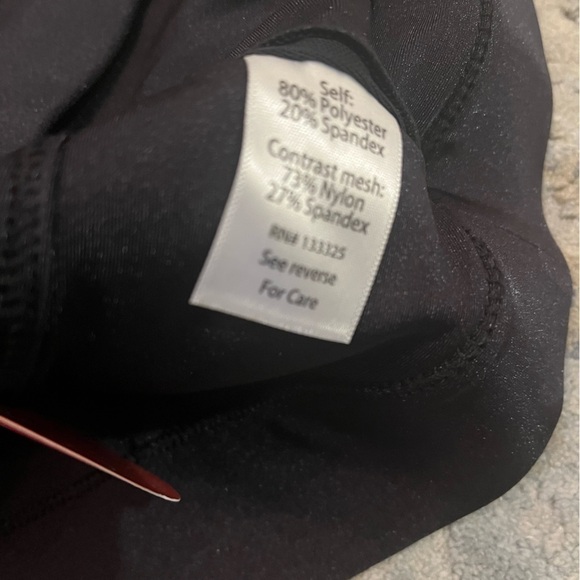 Self:
80% Polyester
20% Spandex
Contrast mesh:
73% Nylon
27% Spandex
RN# 133325
See reverse
For Care